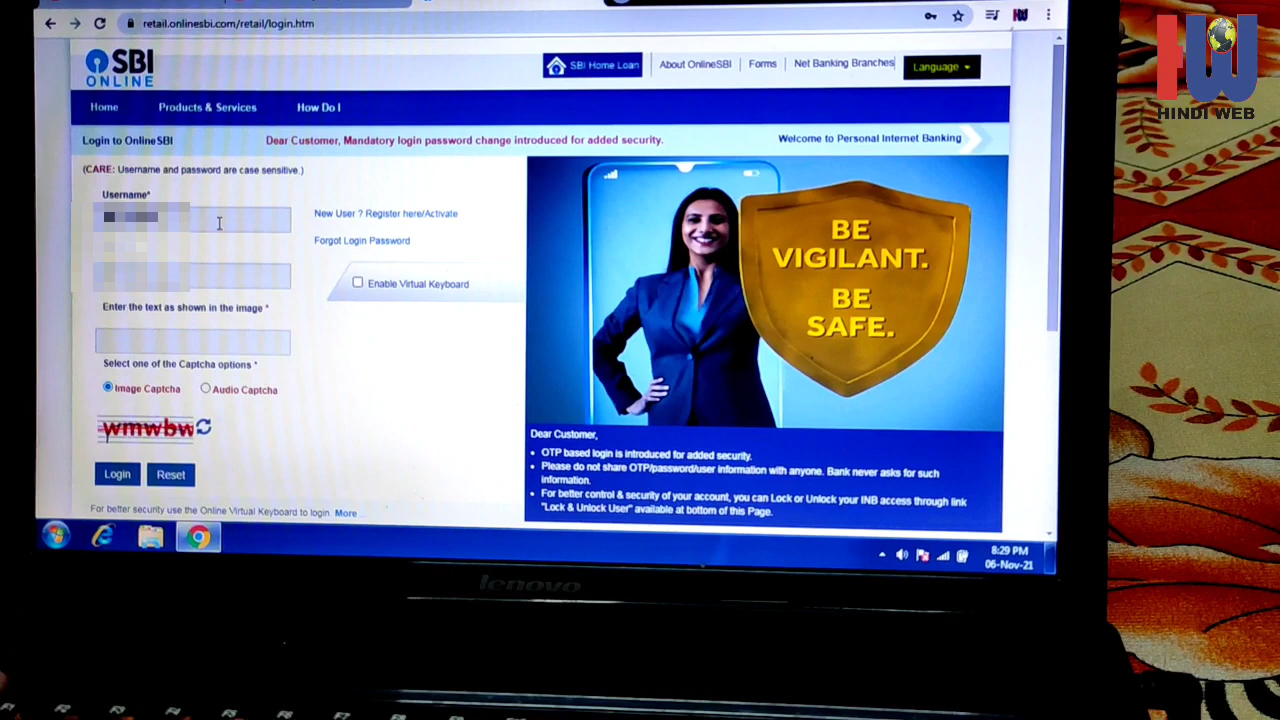 retail.onlinesbi.com/retail/login.htm
HW
HINDI WEB
SBI
ONLINE
SBI Home Loan
About OnlineSBI
Forms
Net Banking Branches
Language
Home
Products & Services
How Do I
Login to OnlineSBI
Dear Customer, Mandatory login password change introduced for added security.
Welcome to Personal Internet Banking
(CARE: Username and password are case sensitive.)
Username*
New User ? Register here/Activate
Forgot Login Password
Enable Virtual Keyboard
Enter the text as shown in the image *
Select one of the Captcha options *
Image Captcha
Audio Captcha
wmwbw
Login
Reset
For better security use the Online Virtual Keyboard to login. More...
BE
VIGILANT.
BE
SAFE.
Dear Customer,
• OTP based login is introduced for added security.
• Please do not share OTP/password/user information with anyone. Bank never asks for such
information.
• For better control & security of your account, you can Lock or Unlock your INB access through link
"Lock & Unlock User" available at bottom of this Page.
8:29 PM
06-Nov-21
lenovo